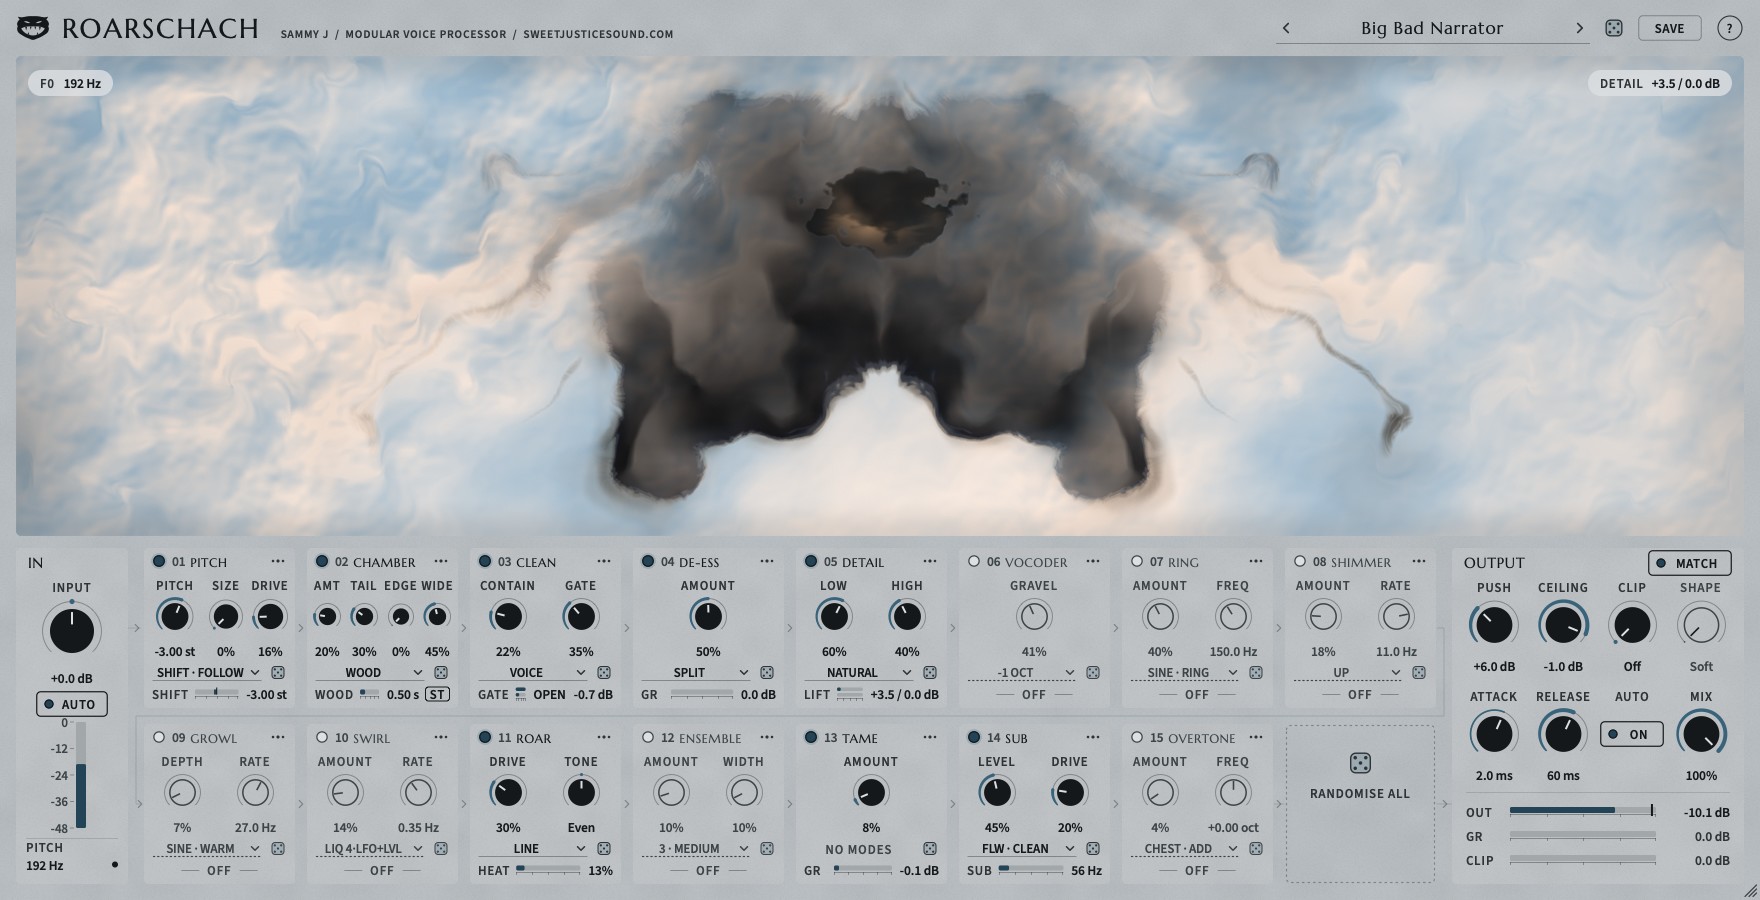 ROARSCHACH
SAMMY J / MODULAR VOICE PROCESSOR / SWEETJUSTICESOUND.COM
Big Bad Narrator
SAVE
?
F0 192 Hz
DETAIL +3.5 / 0.0 dB
IN
INPUT
+0.0 dB
AUTO
0
-12
-24
-36
-48
PITCH
192 Hz
01 PITCH
PITCH SIZE DRIVE
-3.00 st 0% 16%
SHIFT · FOLLOW
SHIFT -3.00 st
02 CHAMBER
AMT TAIL EDGE WIDE
20% 30% 0% 45%
WOOD
WOOD 0.50 s ST
03 CLEAN
CONTAIN GATE
22% 35%
VOICE
GATE OPEN -0.7 dB
04 DE-ESS
AMOUNT
50%
SPLIT
GR 0.0 dB
05 DETAIL
LOW HIGH
60% 40%
NATURAL
LIFT +3.5 / 0.0 dB
06 VOCODER
GRAVEL
41%
-1 OCT
OFF
07 RING
AMOUNT FREQ
40% 150.0 Hz
SINE · RING
OFF
08 SHIMMER
AMOUNT RATE
18% 11.0 Hz
UP
OFF
09 GROWL
DEPTH RATE
7% 27.0 Hz
SINE · WARM
OFF
10 SWIRL
AMOUNT RATE
14% 0.35 Hz
LIQ 4·LFO+LVL
OFF
11 ROAR
DRIVE TONE
30% Even
LINE
HEAT 13%
12 ENSEMBLE
AMOUNT WIDTH
10% 10%
3 · MEDIUM
OFF
13 TAME
AMOUNT
8%
NO MODES
GR -0.1 dB
14 SUB
LEVEL DRIVE
45% 20%
FLW · CLEAN
SUB 56 Hz
15 OVERTONE
AMOUNT FREQ
4% +0.00 oct
CHEST · ADD
OFF
RANDOMISE ALL
OUTPUT
MATCH
PUSH CEILING CLIP SHAPE
+6.0 dB -1.0 dB Off Soft
ATTACK RELEASE AUTO MIX
ON
2.0 ms 60 ms 100%
OUT -10.1 dB
GR 0.0 dB
CLIP 0.0 dB